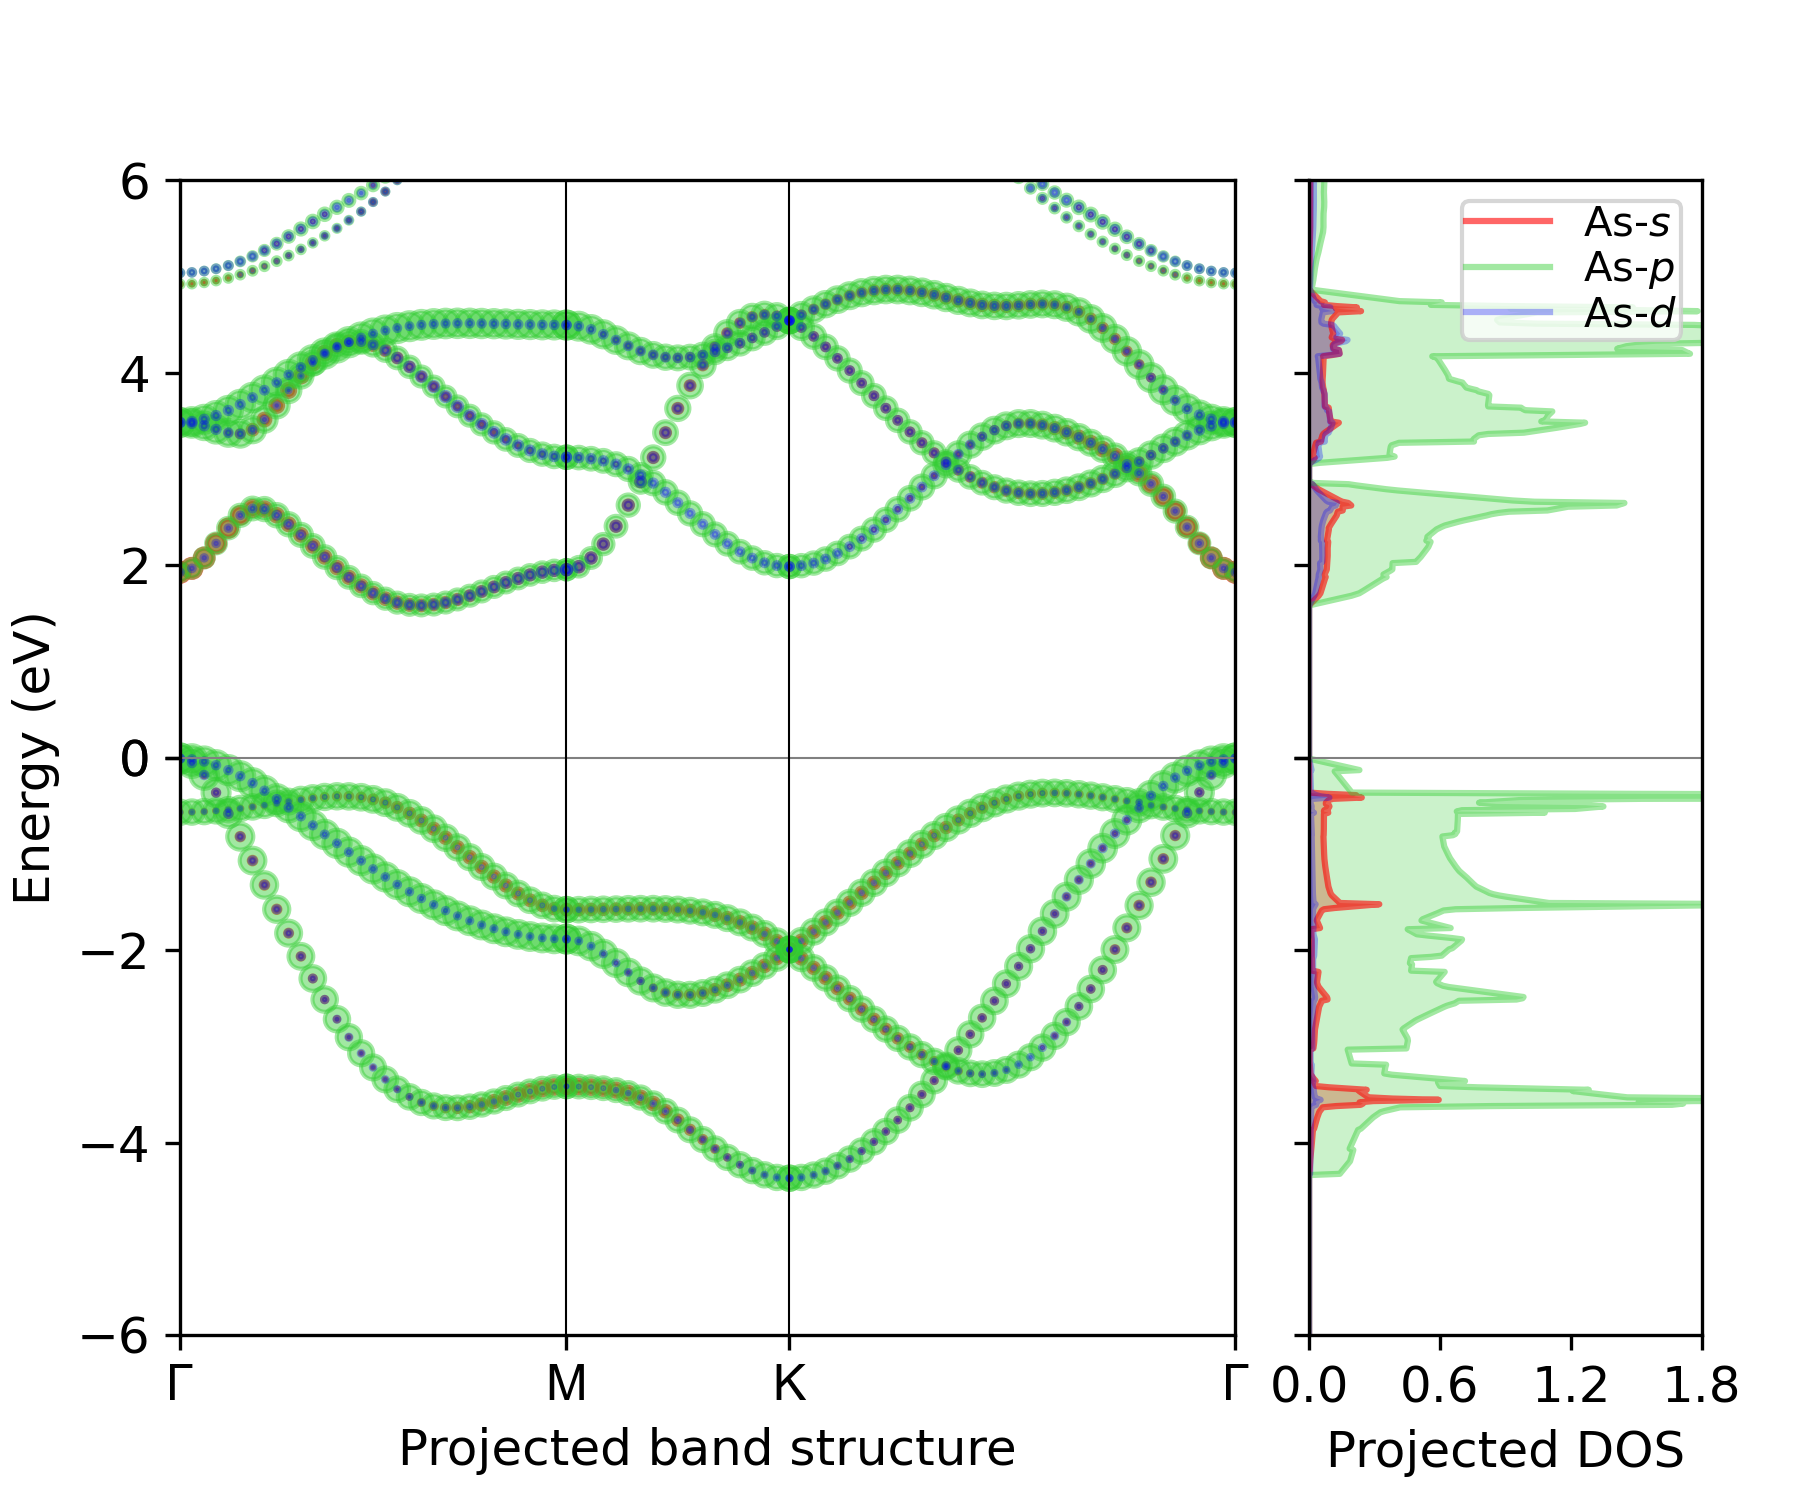 6
4
2
0
−2
−4
−6
Energy (eV)
Γ
M
K
Γ
Projected band structure
As-s
As-p
As-d
0.0
0.6
1.2
1.8
Projected DOS